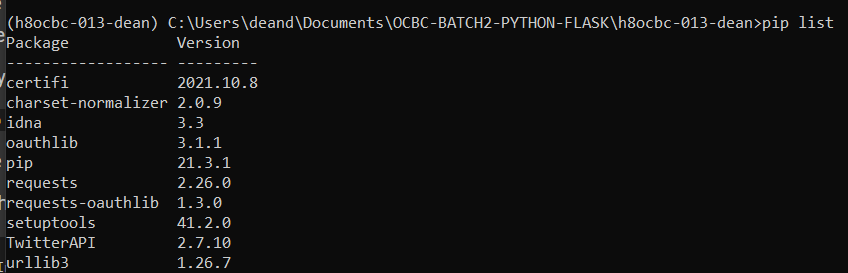 (h8ocbc-013-dean) C:\Users\deand\Documents\OCBC-BATCH2-PYTHON-FLASK\h8ocbc-013-dean>pip list
Package            Version
------------------ ---------
certifi            2021.10.8
charset-normalizer 2.0.9
idna               3.3
oauthlib           3.1.1
pip                21.3.1
requests           2.26.0
requests-oauthlib  1.3.0
setuptools         41.2.0
TwitterAPI         2.7.10
urllib3            1.26.7